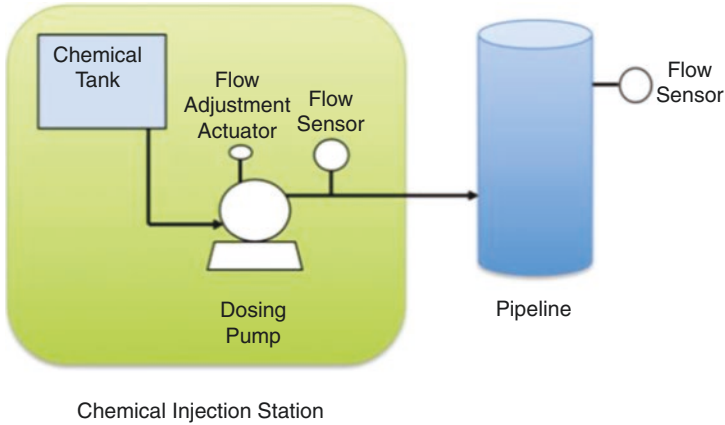 Chemical
Tank
Flow
Adjustment
Actuator
Flow
Sensor
Flow
Sensor
Dosing
Pump
Pipeline
Chemical Injection Station